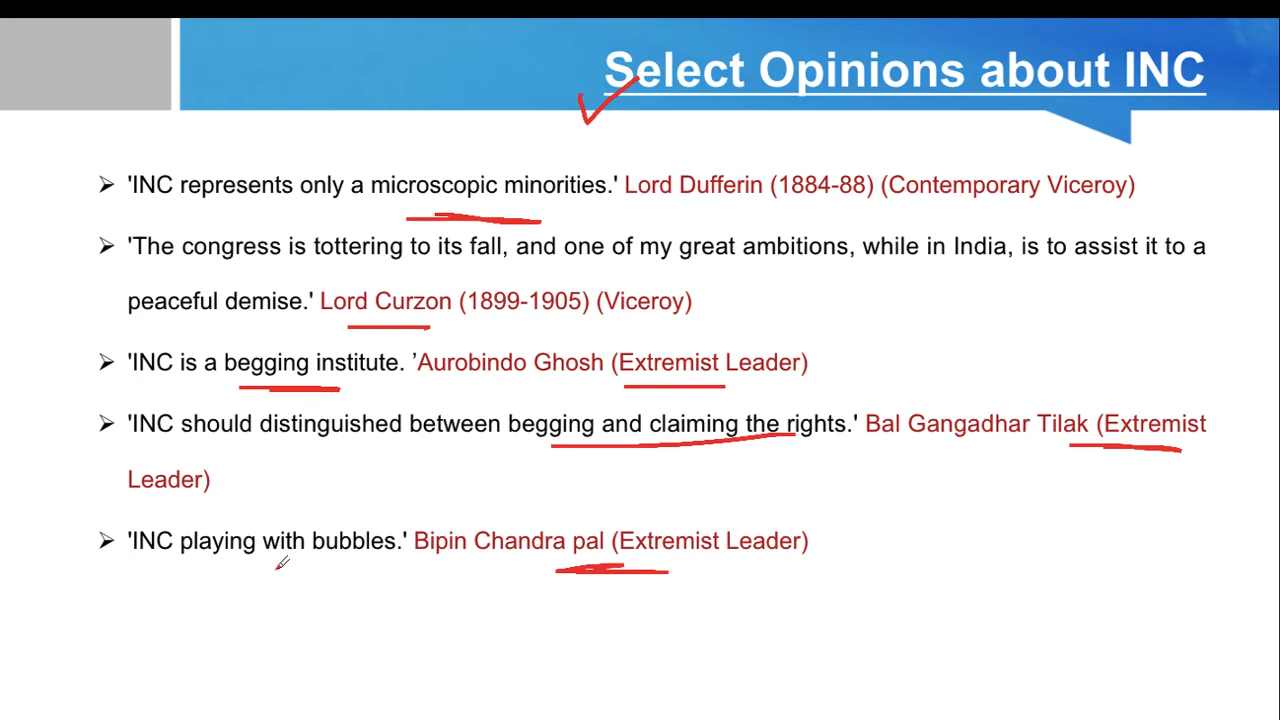 Select Opinions about INC
➢ 'INC represents only a microscopic minorities.' Lord Dufferin (1884-88) (Contemporary Viceroy)
➢ 'The congress is tottering to its fall, and one of my great ambitions, while in India, is to assist it to a
peaceful demise.' Lord Curzon (1899-1905) (Viceroy)
➢ 'INC is a begging institute. ’Aurobindo Ghosh (Extremist Leader)
➢ 'INC should distinguished between begging and claiming the rights.' Bal Gangadhar Tilak (Extremist
Leader)
➢ 'INC playing with bubbles.' Bipin Chandra pal (Extremist Leader)